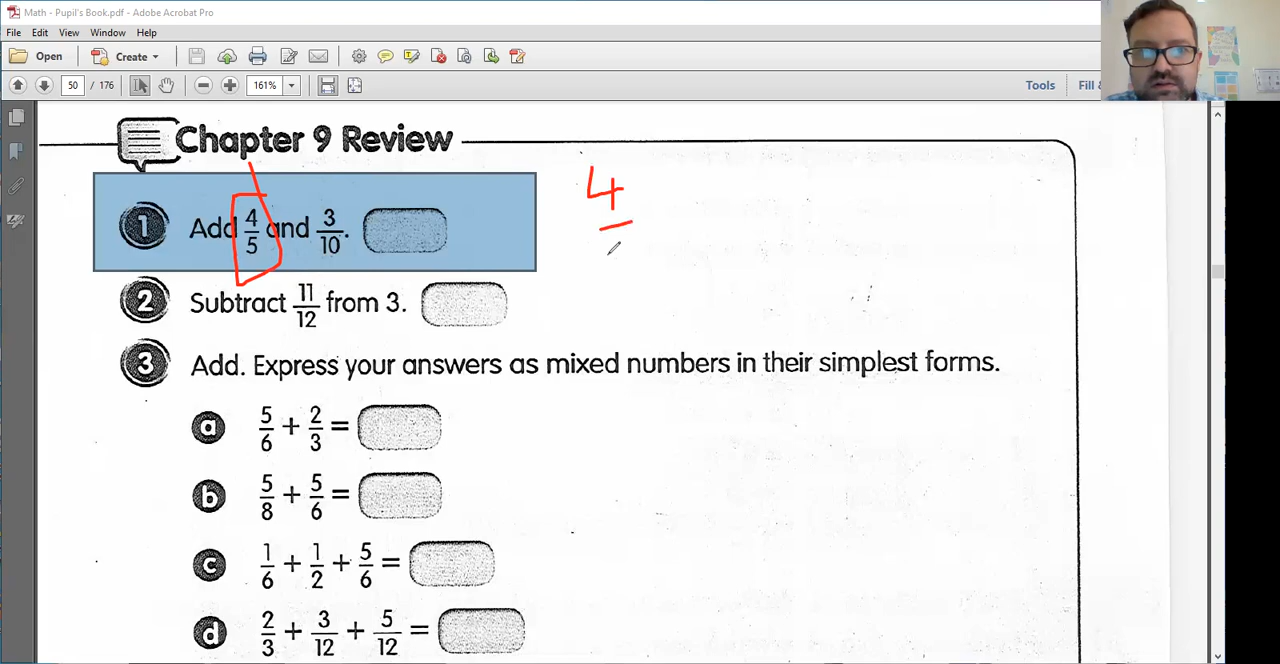 Math - Pupil's Book.pdf - Adobe Acrobat Pro
File Edit View Window Help
Open Create
50 / 176 161% Tools Fill &
Chapter 9 Review
4
1 Add 4/5 and 3/10.
2 Subtract 11/12 from 3.
3 Add. Express your answers as mixed numbers in their simplest forms.
a 5/6 + 2/3 =
b 5/8 + 5/6 =
c 1/6 + 1/2 + 5/6 =
d 2/3 + 3/12 + 5/12 =